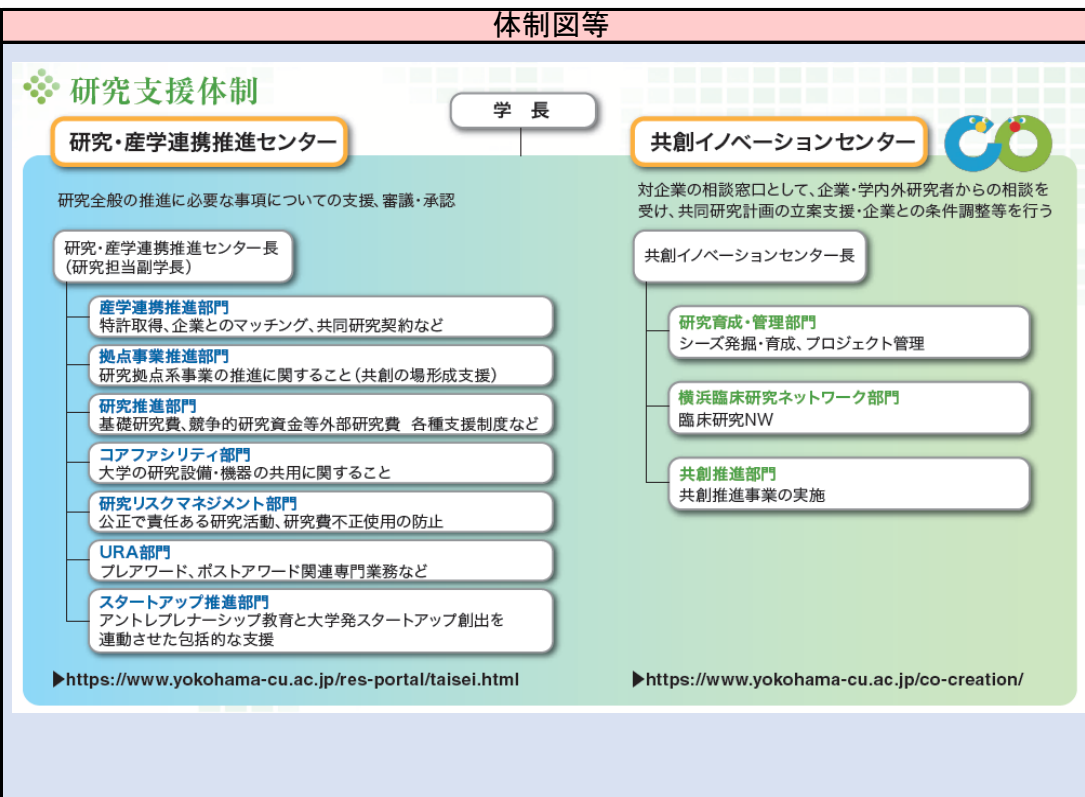 体制図等
研究支援体制
学 長
研究・産学連携推進センター
研究全般の推進に必要な事項についての支援、審議・承認
研究・産学連携推進センター長
(研究担当副学長)
産学連携推進部門
特許取得、企業とのマッチング、共同研究契約など
拠点事業推進部門
研究拠点系事業の推進に関すること(共創の場形成支援)
研究推進部門
基礎研究費、競争的研究資金等外部研究費 各種支援制度など
コアファシリティ部門
大学の研究設備・機器の共用に関すること
研究リスクマネジメント部門
公正で責任ある研究活動、研究費不正使用の防止
URA部門
プレアワード、ポストアワード関連専門業務など
スタートアップ推進部門
アントレプレナーシップ教育と大学発スタートアップ創出を
連動させた包括的な支援
▶https://www.yokohama-cu.ac.jp/res-portal/taisei.html
共創イノベーションセンター
対企業の相談窓口として、企業・学内外研究者からの相談を
受け、共同研究計画の立案支援・企業との条件調整等を行う
共創イノベーションセンター長
研究育成・管理部門
シーズ発掘・育成、プロジェクト管理
横浜臨床研究ネットワーク部門
臨床研究NW
共創推進部門
共創推進事業の実施
▶https://www.yokohama-cu.ac.jp/co-creation/